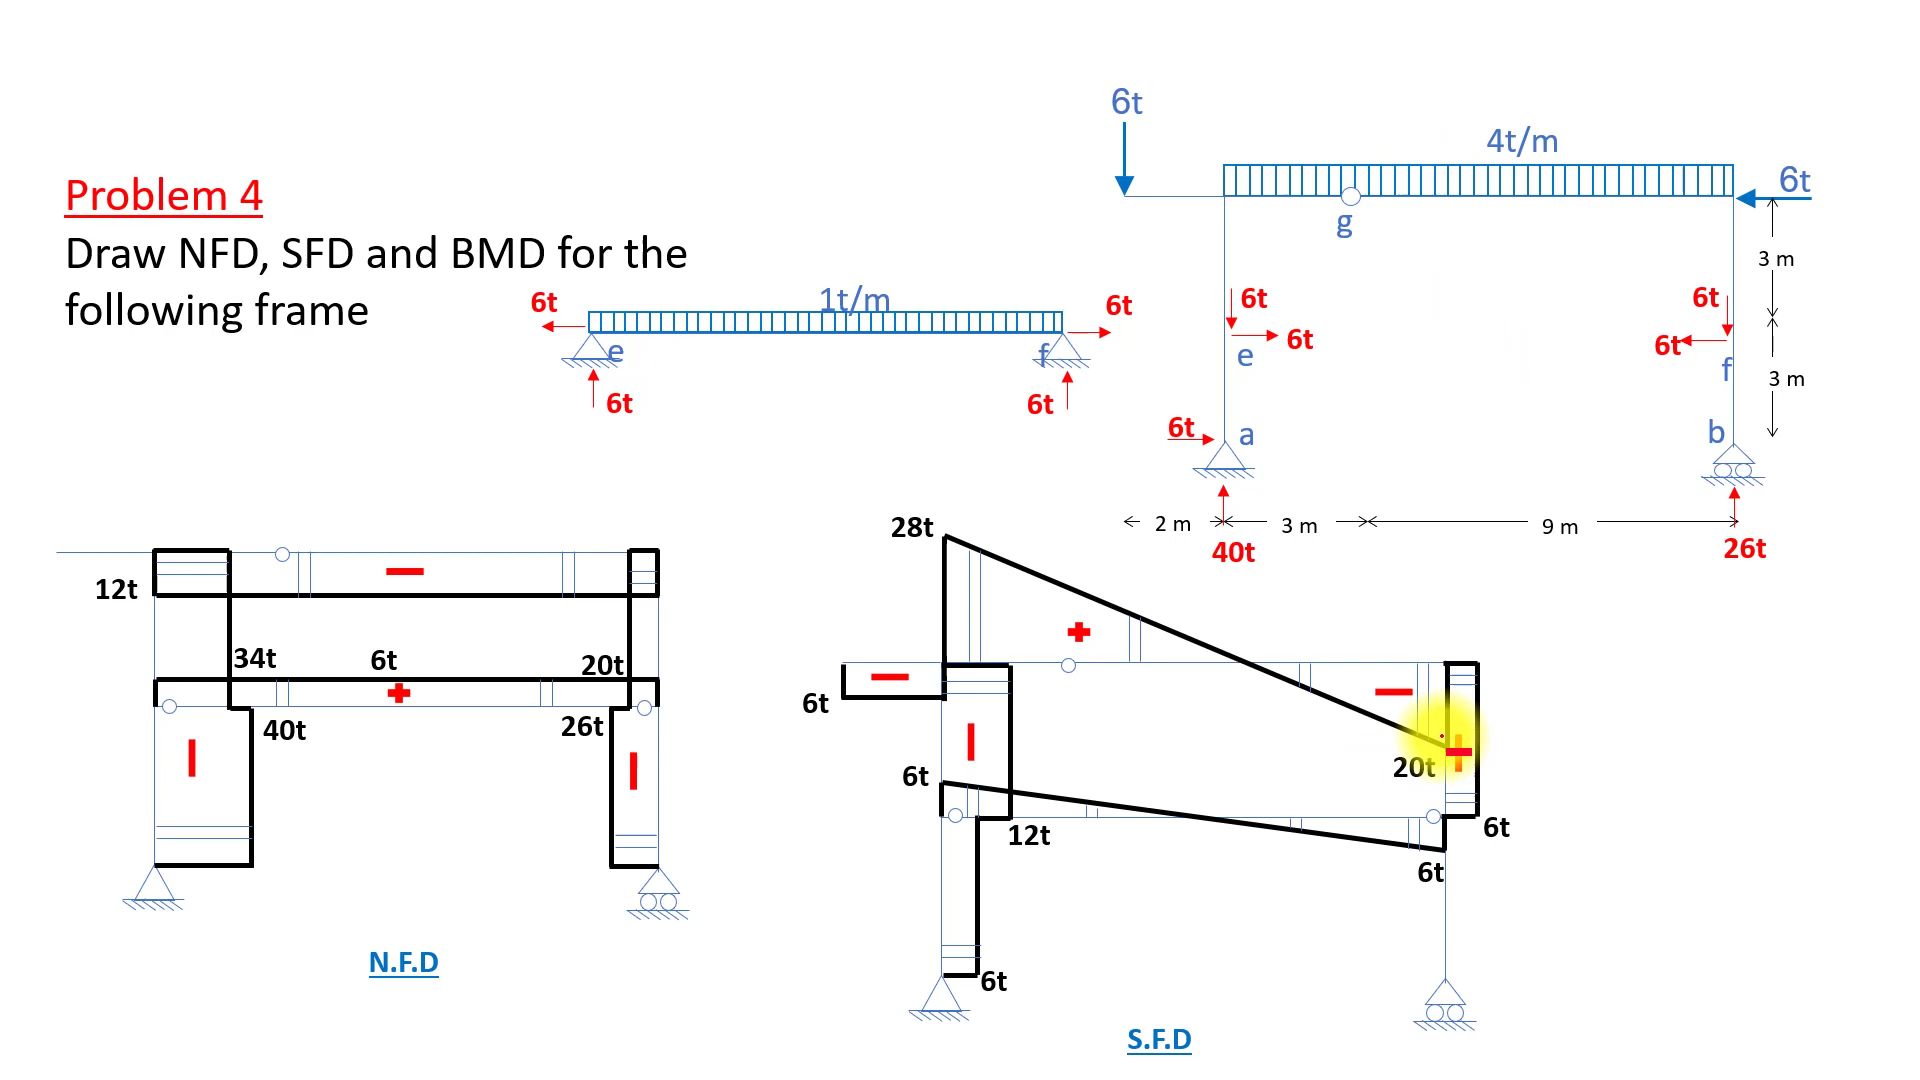 Problem 4
Draw NFD, SFD and BMD for the
following frame
6t
4t/m
6t
g
3 m
6t
1t/m
6t
e
f
6t
6t
6t
6t
e
6t
6t
f
3 m
6t
a
b
2 m
3 m
9 m
40t
26t
12t
34t
6t
20t
40t
26t
N.F.D
28t
6t
6t
12t
20t
6t
6t
6t
S.F.D